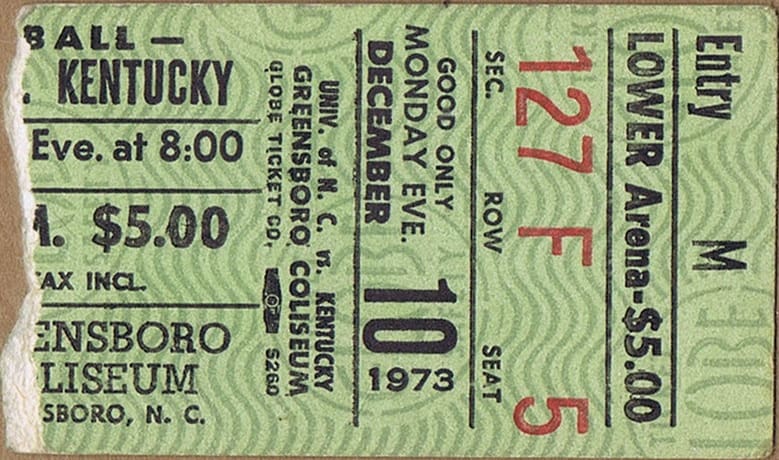 BALL —
. KENTUCKY
Eve. at 8:00
. $5.00
AX INCL.
ENSBORO
LISEUM
SBORO, N. C.
Entry M
LOWER Arena-$5.00
127 F 5
SEC. ROW SEAT
GOOD ONLY
MONDAY EVE.
DECEMBER 10
1973
UNIV. of N. C. vs. KENTUCKY
GREENSBORO COLISEUM
GLOBE TICKET CO. 5260